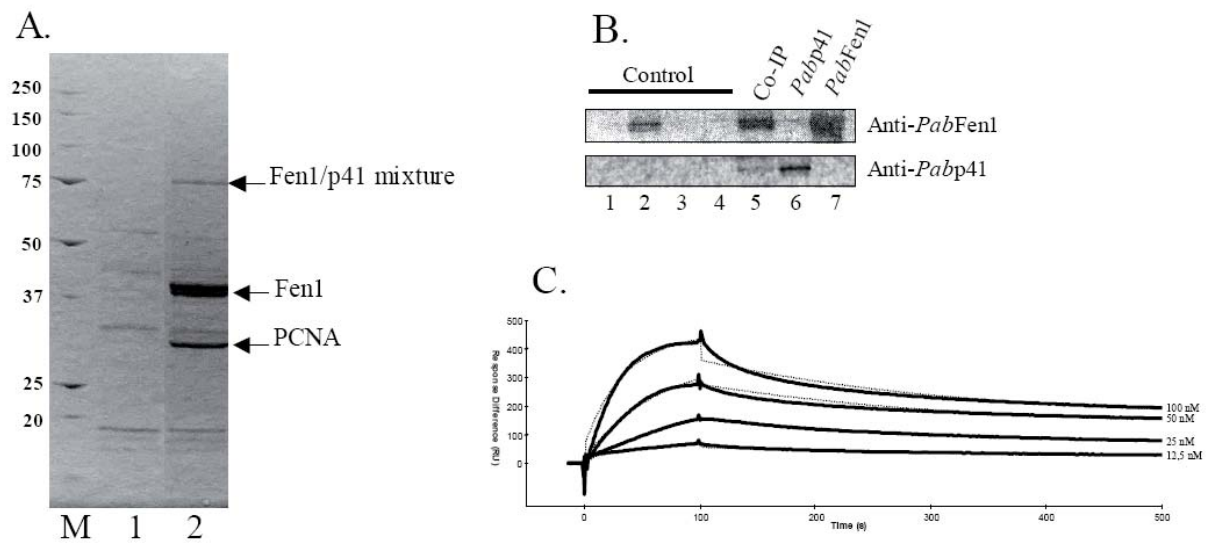 A.
250
150
100
75
50
37
25
20
Fen1/p41 mixture
Fen1
PCNA
M 1 2
B.
Control
Co-IP
Pabp41
PabFen1
Anti-PabFen1
Anti-Pabp41
1 2 3 4 5 6 7
C.
Response Difference (RU)
500
400
300
200
100
0
100 nM
50 nM
25 nM
12,5 nM
0 100 200 300 400 500
Time (s)